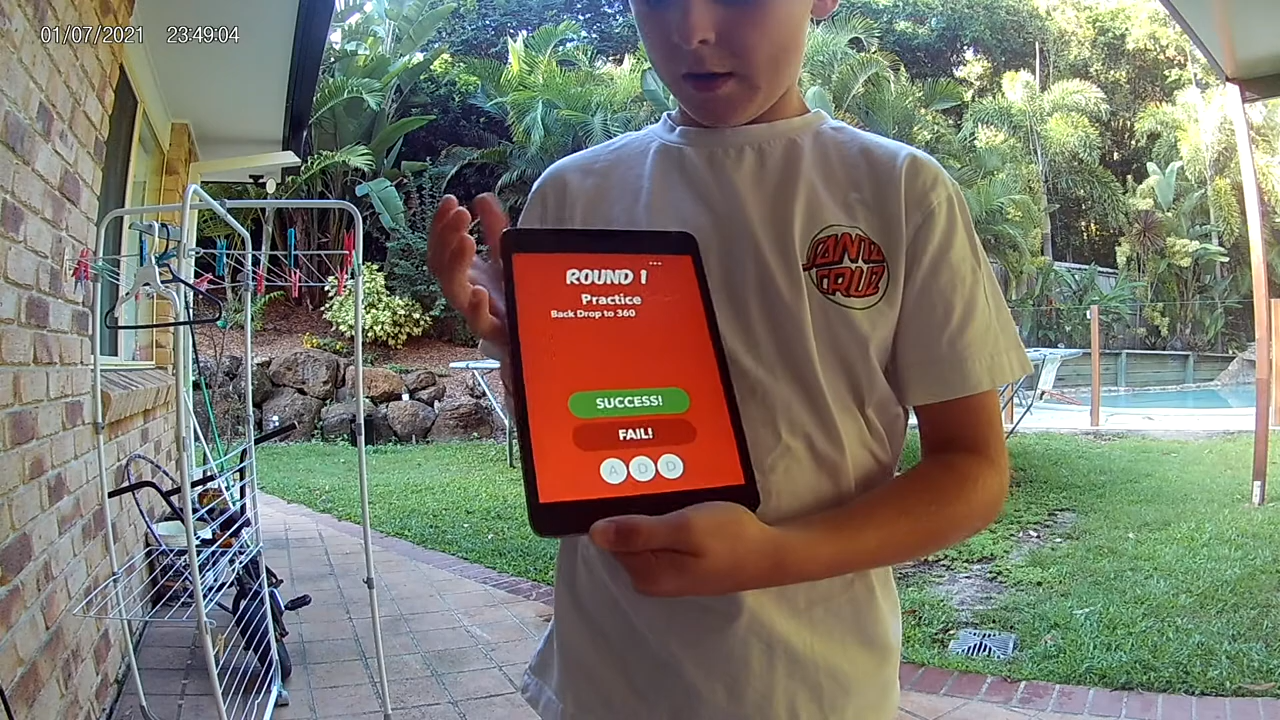 01/07/2021 23:49:04
ROUND 1
Practice
Back Drop to 360
SUCCESS!
FAIL!
A D D
SANTA
CRUZ